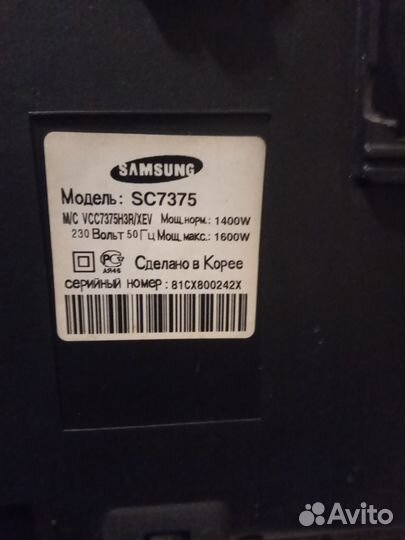 SAMSUNG
Модель: SC7375
M/C VCC7375H3R/XEV Мощ.норм.: 1400W
230 Вольт 50 Гц Мощ.макс.: 1600W
АЯ46 Сделано в Корее
серийный номер : 81CX800242X
Avito